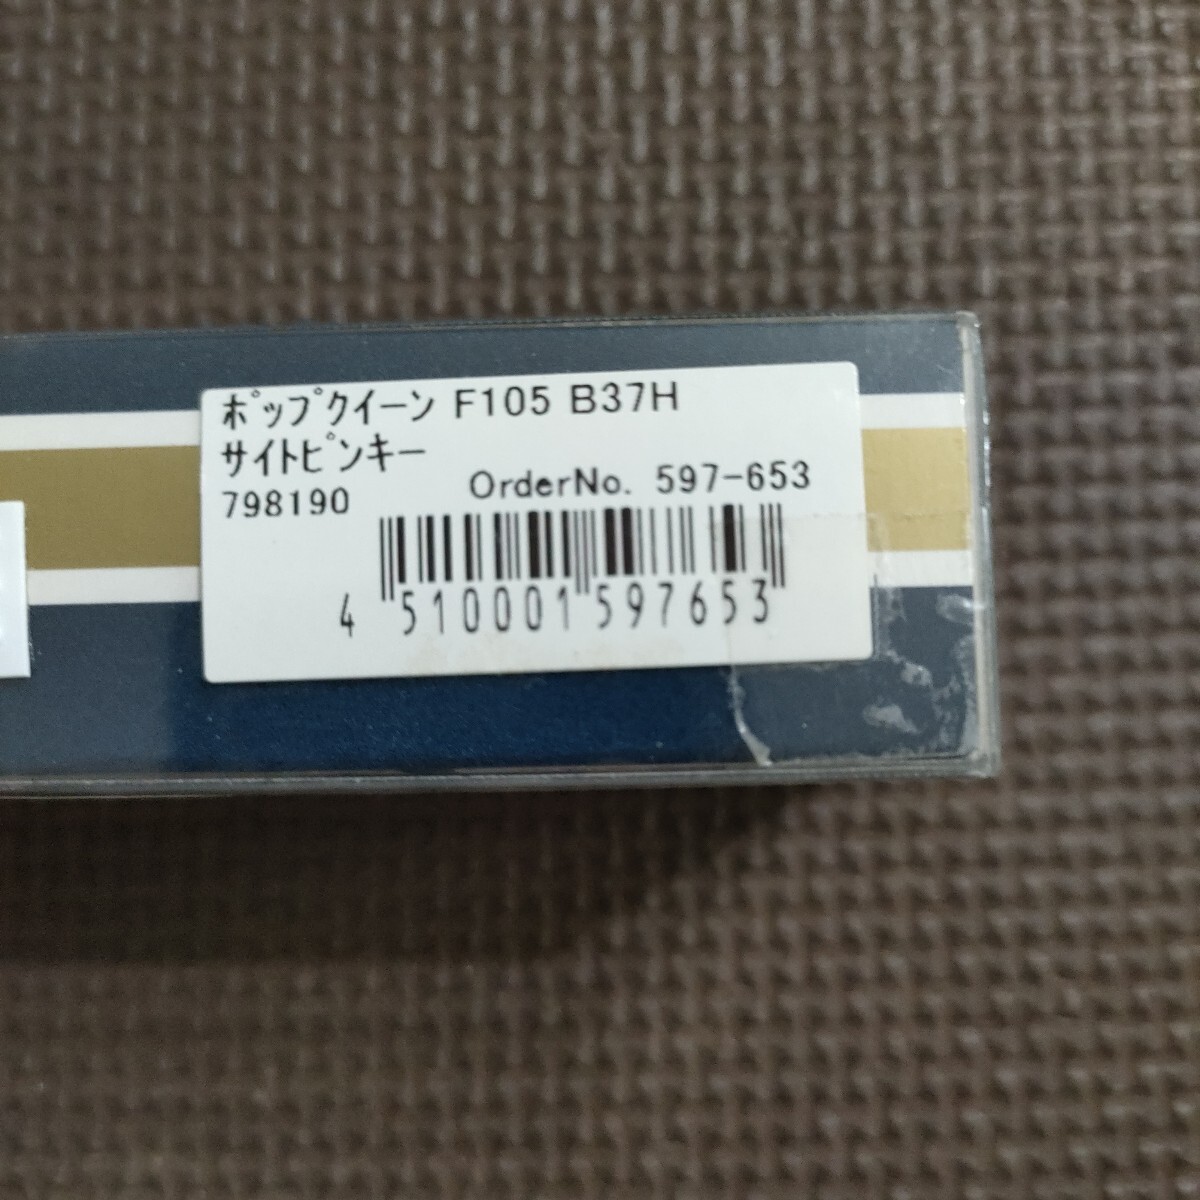 ﾎﾟｯﾌﾟｸｲｰﾝ F105 B37H
ｻｲﾄﾋﾟﾝｷｰ
798190 OrderNo. 597-653
4 510001 597653